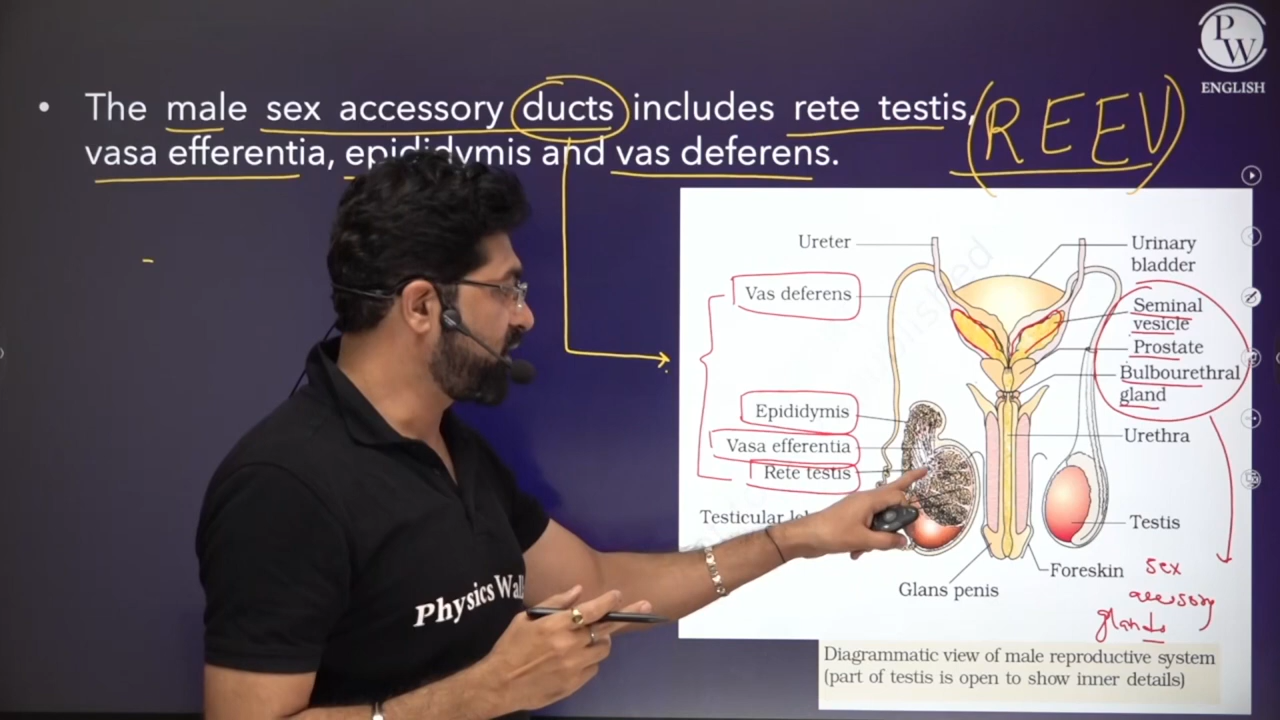 PW
ENGLISH
• The male sex accessory ducts includes rete testis,
vasa efferentia, epididymis and vas deferens.
(REEV)
Ureter
Urinary
bladder
Vas deferens
Seminal
vesicle
Prostate
Bulbourethral
gland
Epididymis
Vasa efferentia
Rete testis
Urethra
Testicular
Testis
Foreskin
Glans penis
sex
accessory
glands
Physics
Diagrammatic view of male reproductive system
(part of testis is open to show inner details)